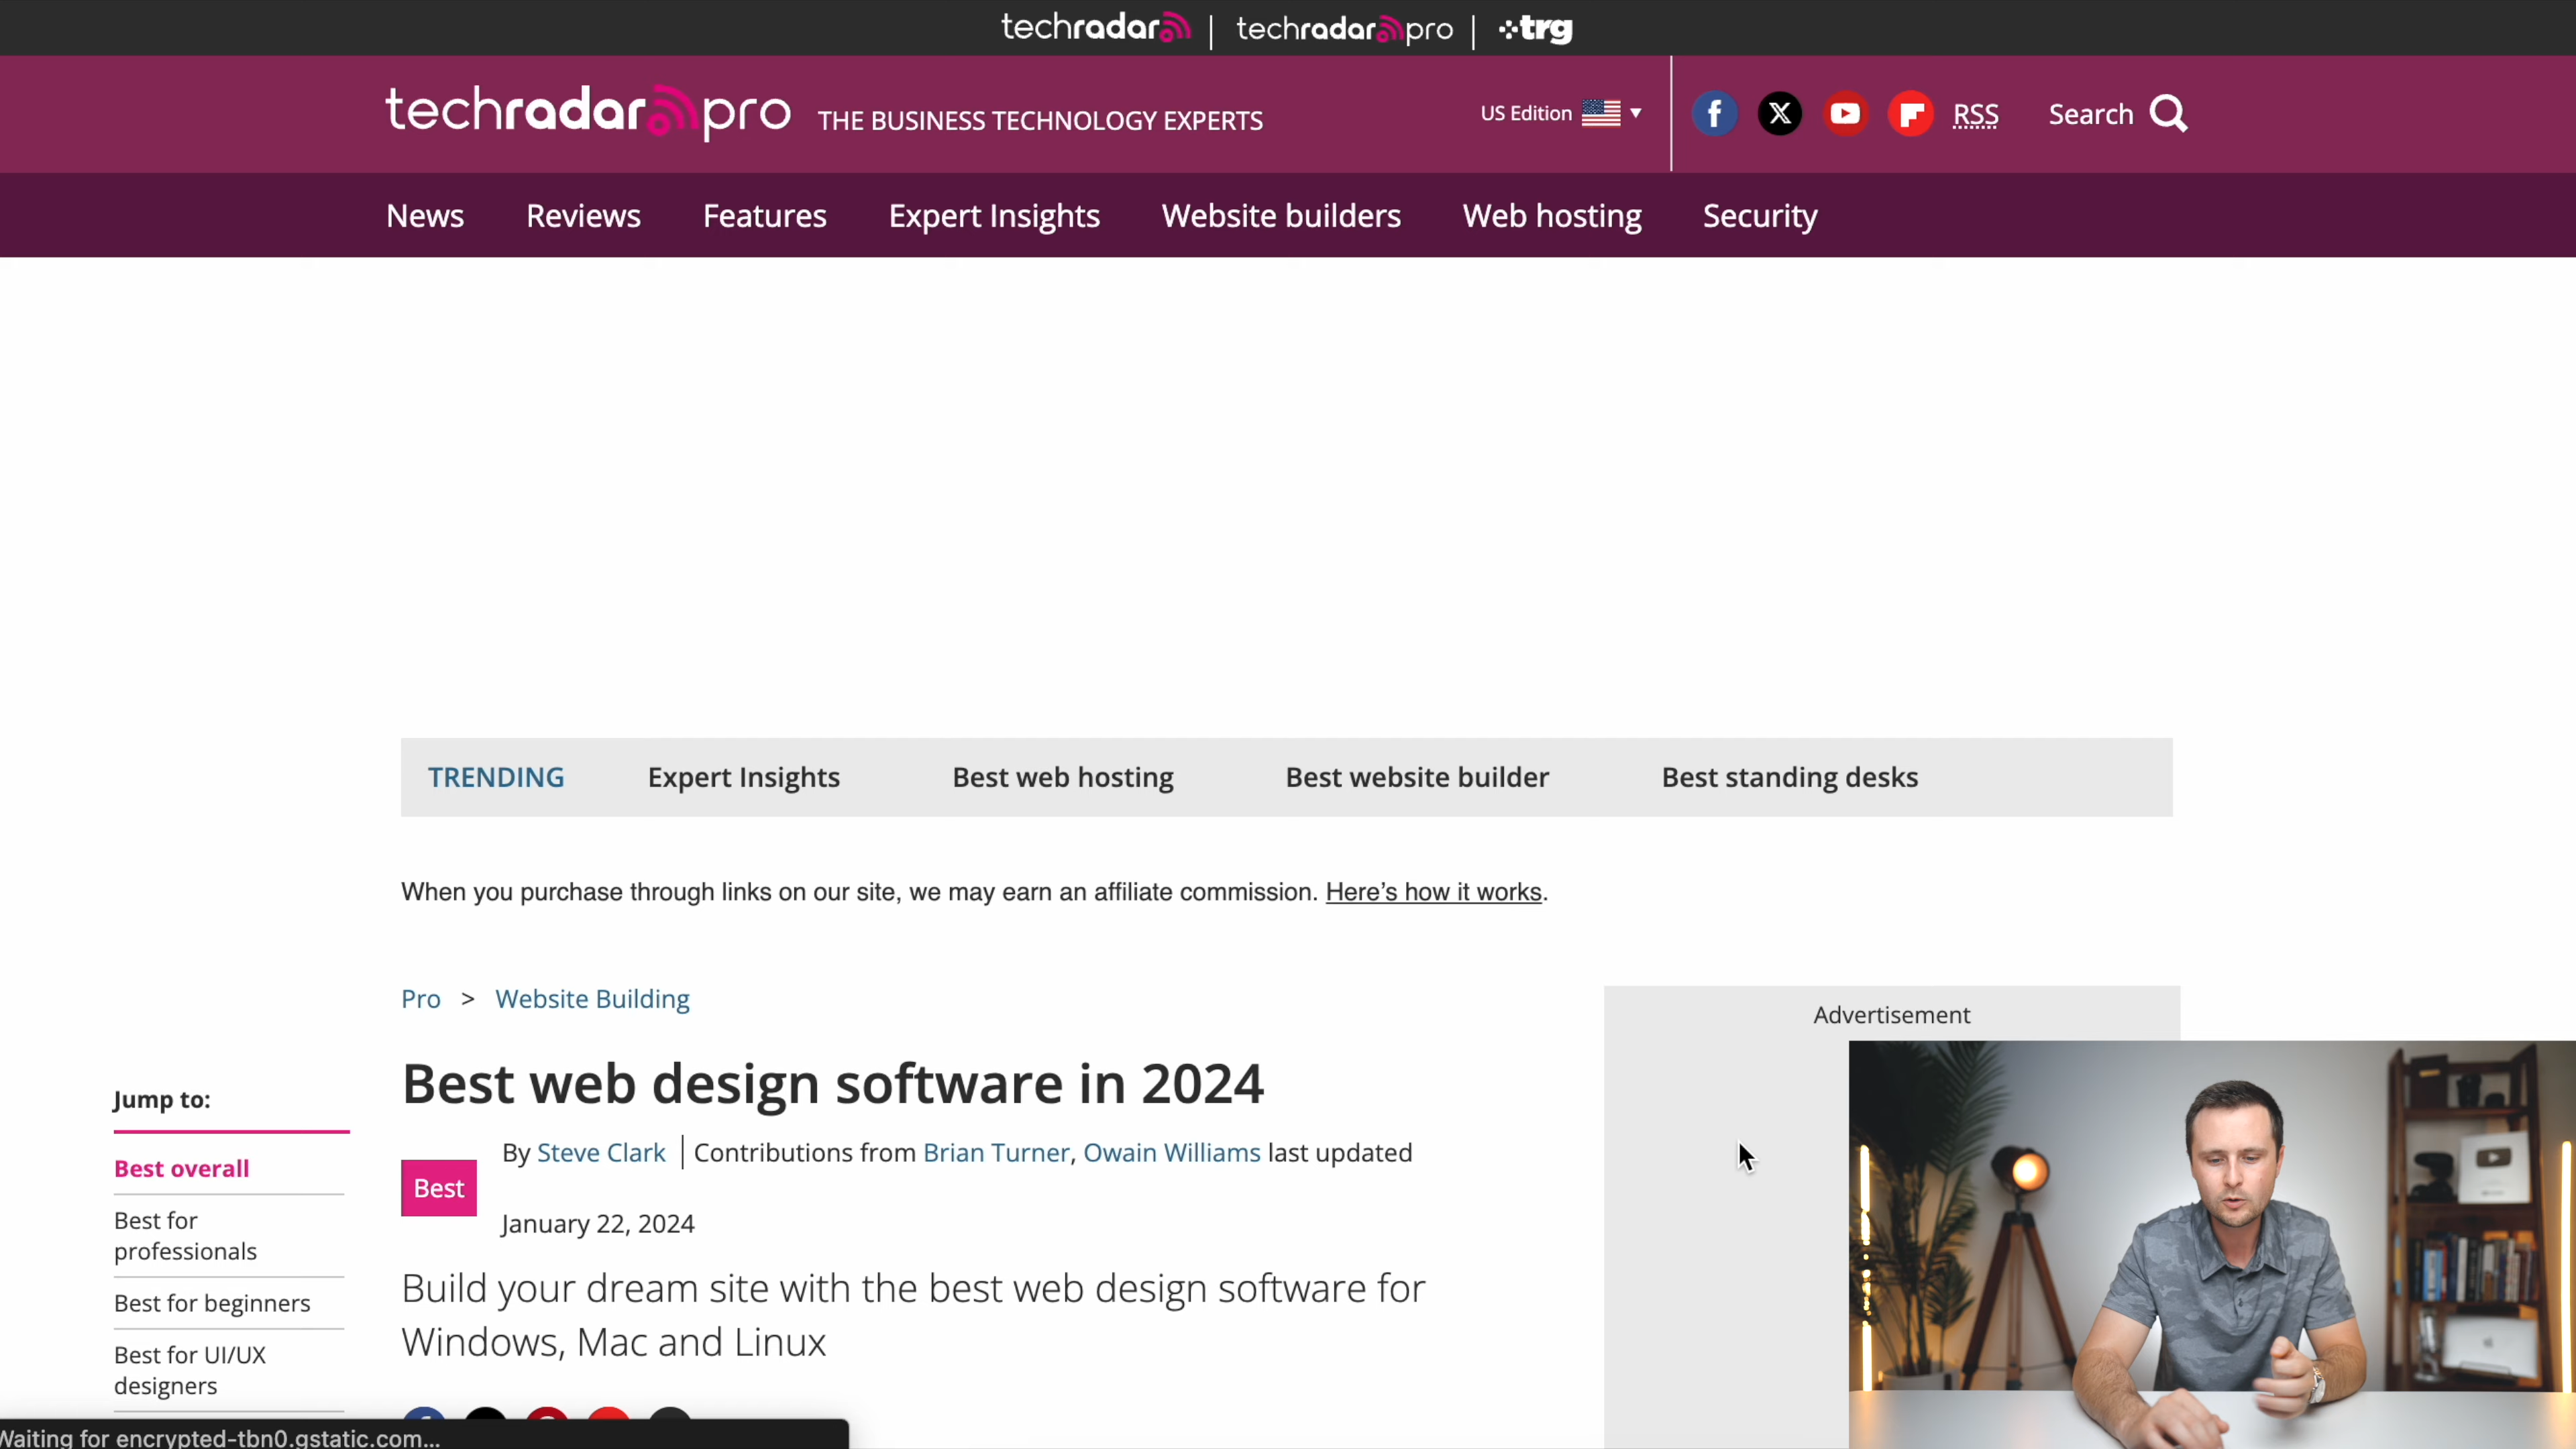 techradar | techradar pro | trg
techradar pro THE BUSINESS TECHNOLOGY EXPERTS
US Edition
RSS
Search
News Reviews Features Expert Insights Website builders Web hosting Security
TRENDING Expert Insights Best web hosting Best website builder Best standing desks
When you purchase through links on our site, we may earn an affiliate commission. Here’s how it works.
Pro > Website Building
Advertisement
Best web design software in 2024
By Steve Clark | Contributions from Brian Turner, Owain Williams last updated
January 22, 2024
Best
Build your dream site with the best web design software for
Windows, Mac and Linux
Jump to:
Best overall
Best for
professionals
Best for beginners
Best for UI/UX
designers
Waiting for encrypted-tbn0.gstatic.com...